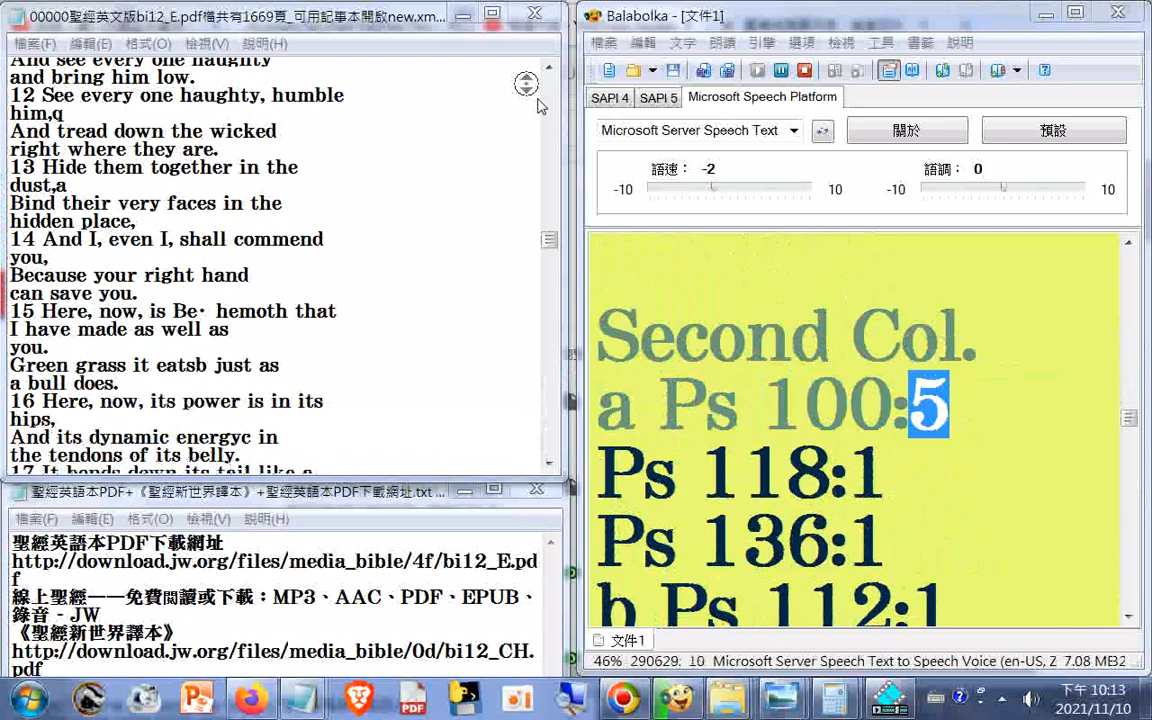 00000聖經英文版bi12_E.pdf檔共有1669頁_可用記事本開啟new.xm...
檔案(F) 編輯(E) 格式(O) 檢視(V) 說明(H)
And see every one haughty
and bring him low.
12 See every one haughty, humble
him,q
And tread down the wicked
right where they are.
13 Hide them together in the
dust,a
Bind their very faces in the
hidden place,
14 And I, even I, shall commend
you,
Because your right hand
can save you.
15 Here, now, is Be· hemoth that
I have made as well as
you.
Green grass it eatsb just as
a bull does.
16 Here, now, its power is in its
hips,
And its dynamic energyc in
the tendons of its belly.
17 It bends down its tail like a
聖經英語本PDF+《聖經新世界譯本》+聖經英語本PDF下載網址.txt ...
檔案(F) 編輯(E) 格式(O) 檢視(V) 說明(H)
聖經英語本PDF下載網址
http://download.jw.org/files/media_bible/4f/bi12_E.pd
f
線上聖經——免費閱讀或下載：MP3、AAC、PDF、EPUB、
錄音 - JW
《聖經新世界譯本》
http://download.jw.org/files/media_bible/0d/bi12_CH.
pdf
Balabolka - [文件1]
檔案 編輯 文字 朗讀 引擎 選項 檢視 工具 書籤 說明
SAPI 4 SAPI 5 Microsoft Speech Platform
Microsoft Server Speech Text 關於 預設
語速： -2 語調： 0
-10 10 -10 10
Second Col.
a Ps 100:5
Ps 118:1
Ps 136:1
b Ps 112:1
文件1
46% 290629: 10 Microsoft Server Speech Text to Speech Voice (en-US, Z 7.08 MB
下午 10:13
2021/11/10